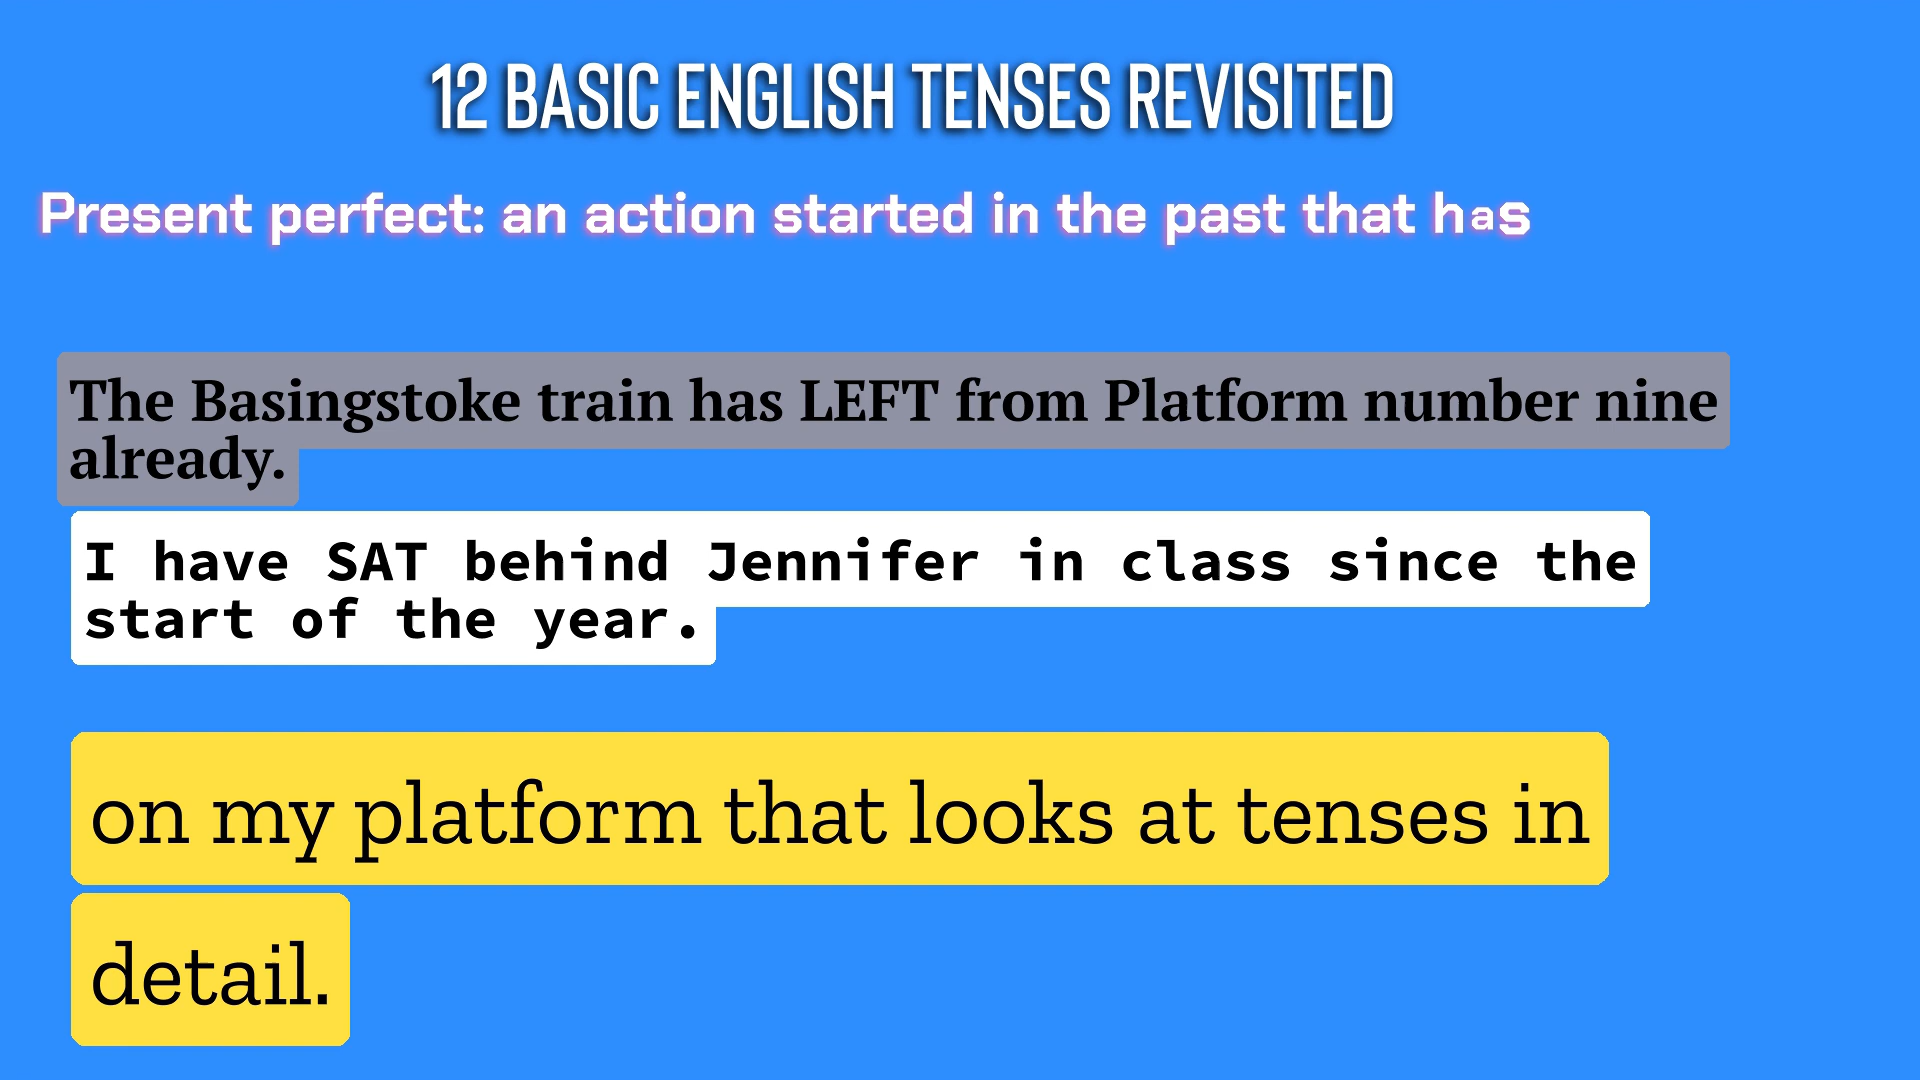 12 BASIC ENGLISH TENSES REVISITED
Present perfect: an action started in the past that has
The Basingstoke train has LEFT from Platform number nine
already.
I have SAT behind Jennifer in class since the
start of the year.
on my platform that looks at tenses in
detail.